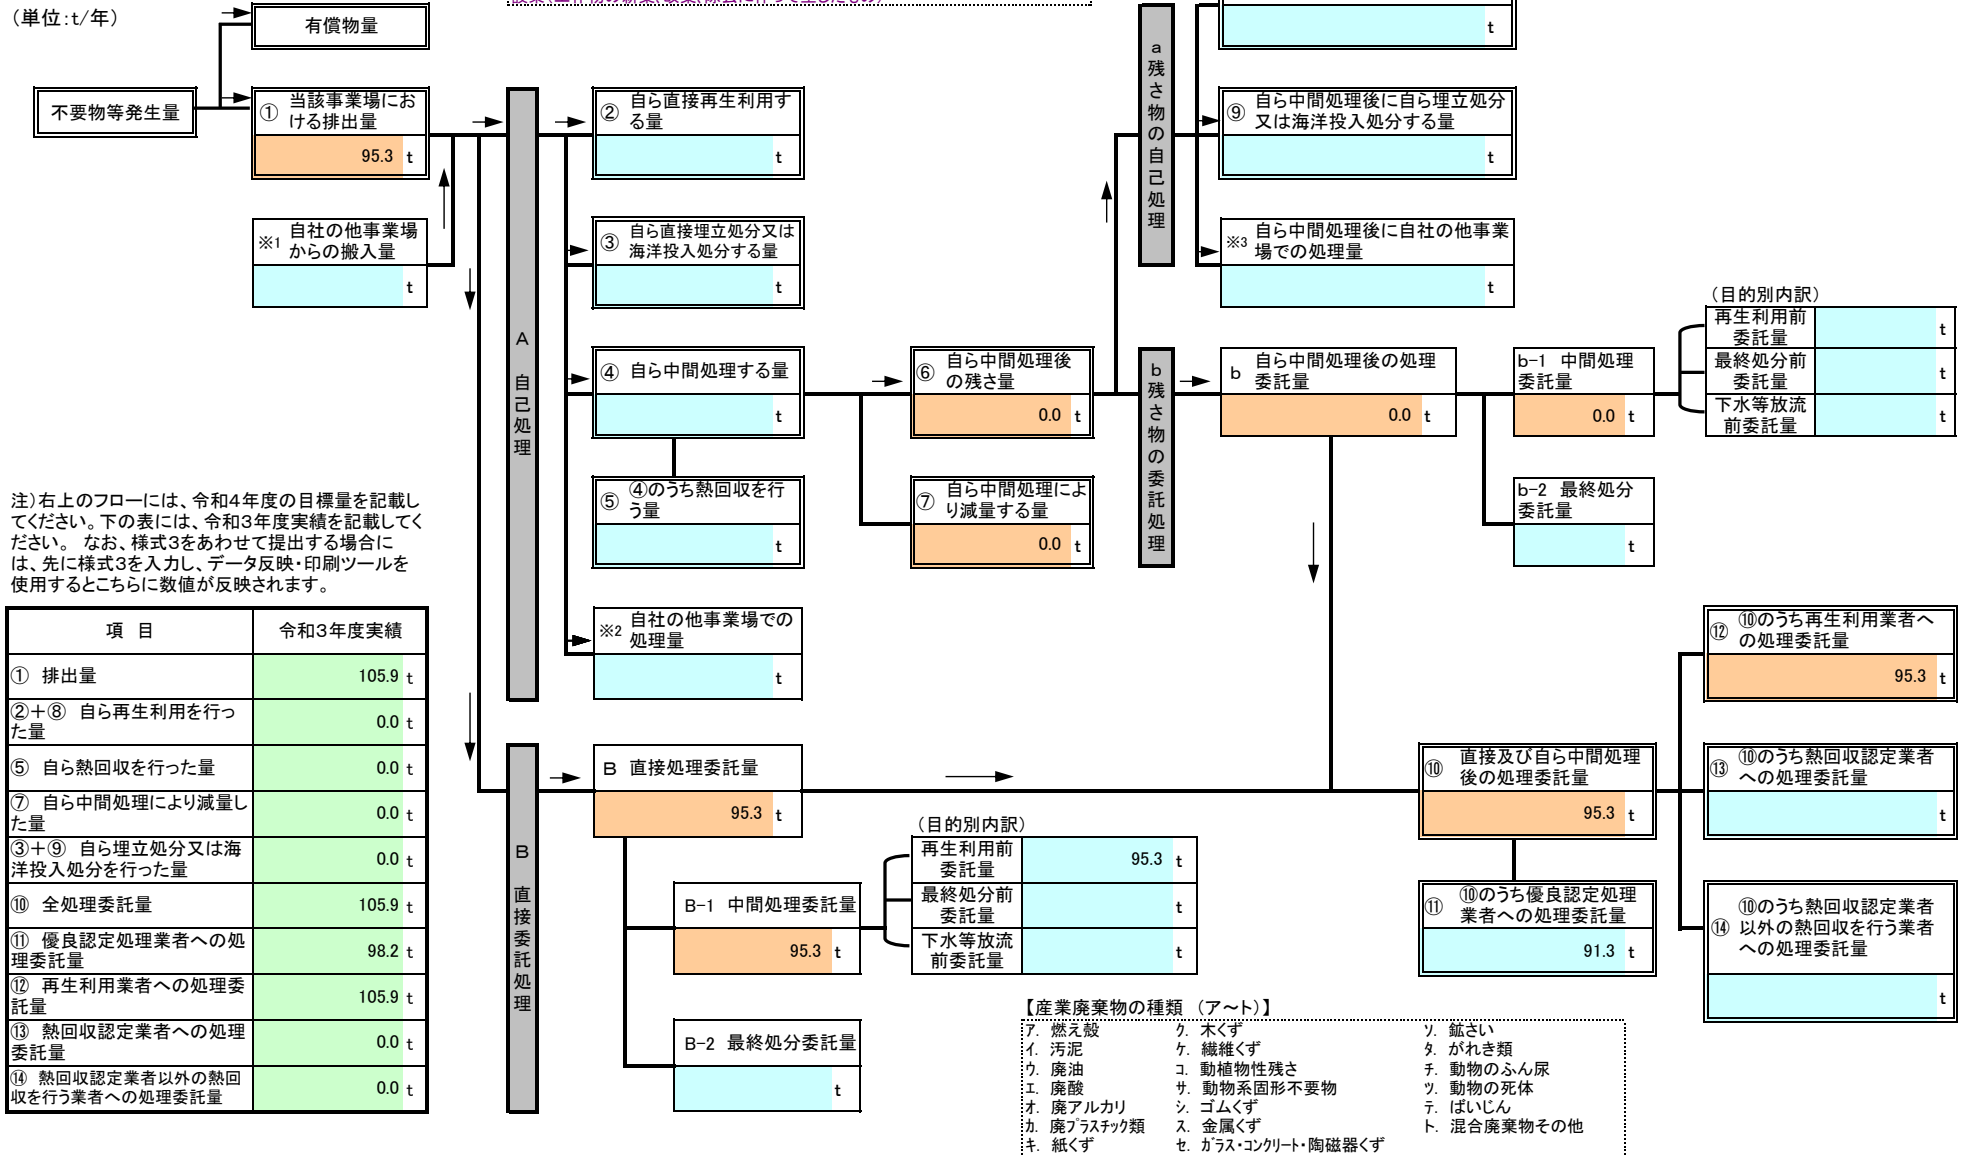 (単位:t/年)
有償物量
不要物等発生量
① 当該事業場にお
ける排出量
95.3 t
※1 自社の他事業場
からの搬入量
t
A 自己処理
② 自ら直接再生利用す
る量
t
③ 自ら直接埋立処分又は
海洋投入処分する量
t
④ 自ら中間処理する量
t
⑤ ④のうち熱回収を行
う量
t
※2 自社の他事業場での
処理量
t
⑥ 自ら中間処理後
の残さ量
0.0 t
⑦ 自ら中間処理によ
り減量する量
0.0 t
a 残さ物の自己処理
t
⑨ 自ら中間処理後に自ら埋立処分
又は海洋投入処分する量
t
※3 自ら中間処理後に自社の他事業
場での処理量
t
b 残さ物の委託処理
b 自ら中間処理後の処理
委託量
0.0 t
b-1 中間処理
委託量
0.0 t
b-2 最終処分
委託量
t
(目的別内訳)
再生利用前
委託量
t
最終処分前
委託量
t
下水等放流
前委託量
t
注)右上のフローには、令和4年度の目標量を記載し
てください。下の表には、令和3年度実績を記載してく
ださい。 なお、様式3をあわせて提出する場合に
は、先に様式3を入力し、データ反映・印刷ツールを
使用するとこちらに数値が反映されます。
項 目 令和3年度実績
① 排出量 105.9 t
②+⑧ 自ら再生利用を行っ
た量 0.0 t
⑤ 自ら熱回収を行った量 0.0 t
⑦ 自ら中間処理により減量し
た量 0.0 t
③+⑨ 自ら埋立処分又は海
洋投入処分を行った量 0.0 t
⑩ 全処理委託量 105.9 t
⑪ 優良認定処理業者への処
理委託量 98.2 t
⑫ 再生利用業者への処理委
託量 105.9 t
⑬ 熱回収認定業者への処理
委託量 0.0 t
⑭ 熱回収認定業者以外の熱回
収を行う業者への処理委託量 0.0 t
B 直接委託処理
B 直接処理委託量
95.3 t
B-1 中間処理委託量
95.3 t
B-2 最終処分委託量
t
(目的別内訳)
再生利用前
委託量
95.3 t
最終処分前
委託量
t
下水等放流
前委託量
t
⑩ 直接及び自ら中間処理
後の処理委託量
95.3 t
⑪ ⑩のうち優良認定処理
業者への処理委託量
91.3 t
⑫ ⑩のうち再生利用業者へ
の処理委託量
95.3 t
⑬ ⑩のうち熱回収認定業者
への処理委託量
t
⑭ ⑩のうち熱回収認定業者
以外の熱回収を行う業者
への処理委託量
t
【産業廃棄物の種類 (ア~ト)】
ア. 燃え殻 ク. 木くず ソ. 鉱さい
イ. 汚泥 ケ. 繊維くず タ. がれき類
ウ. 廃油 コ. 動植物性残さ チ. 動物のふん尿
エ. 廃酸 サ. 動物系固形不要物 ツ. 動物の死体
オ. 廃アルカリ シ. ゴムくず テ. ばいじん
カ. 廃プラスチック類 ス. 金属くず ト. 混合廃棄物その他
キ. 紙くず セ. ガラス・コンクリート・陶磁器くず